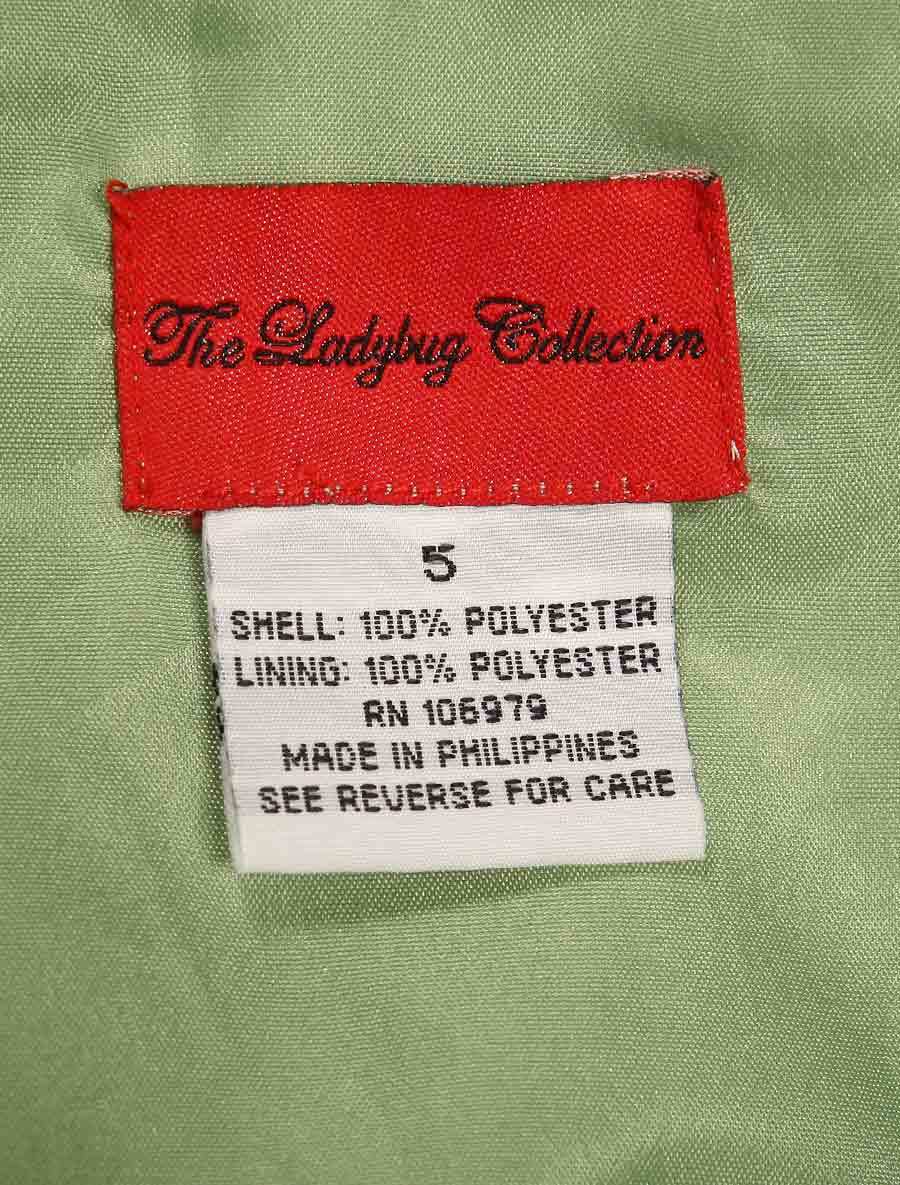 The Ladybug Collection
5
SHELL: 100% POLYESTER
LINING: 100% POLYESTER
RN 106979
MADE IN PHILIPPINES
SEE REVERSE FOR CARE